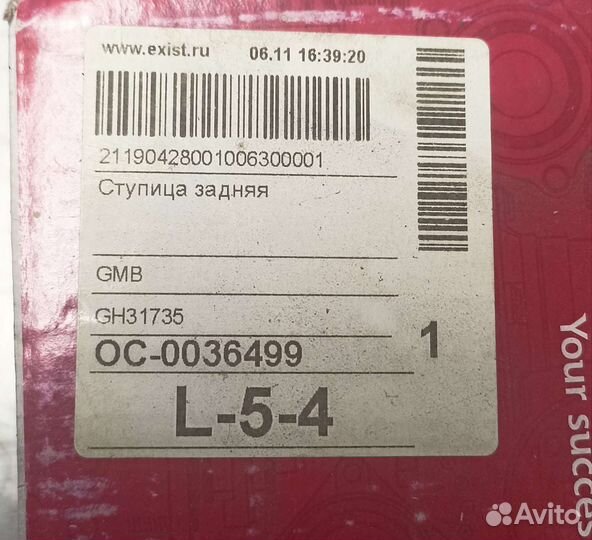 www.exist.ru 06.11 16:39:20
21190428001006300001
Ступица задняя
GMB
GH31735
OC-0036499
1
L-5-4
Your succes
Avito